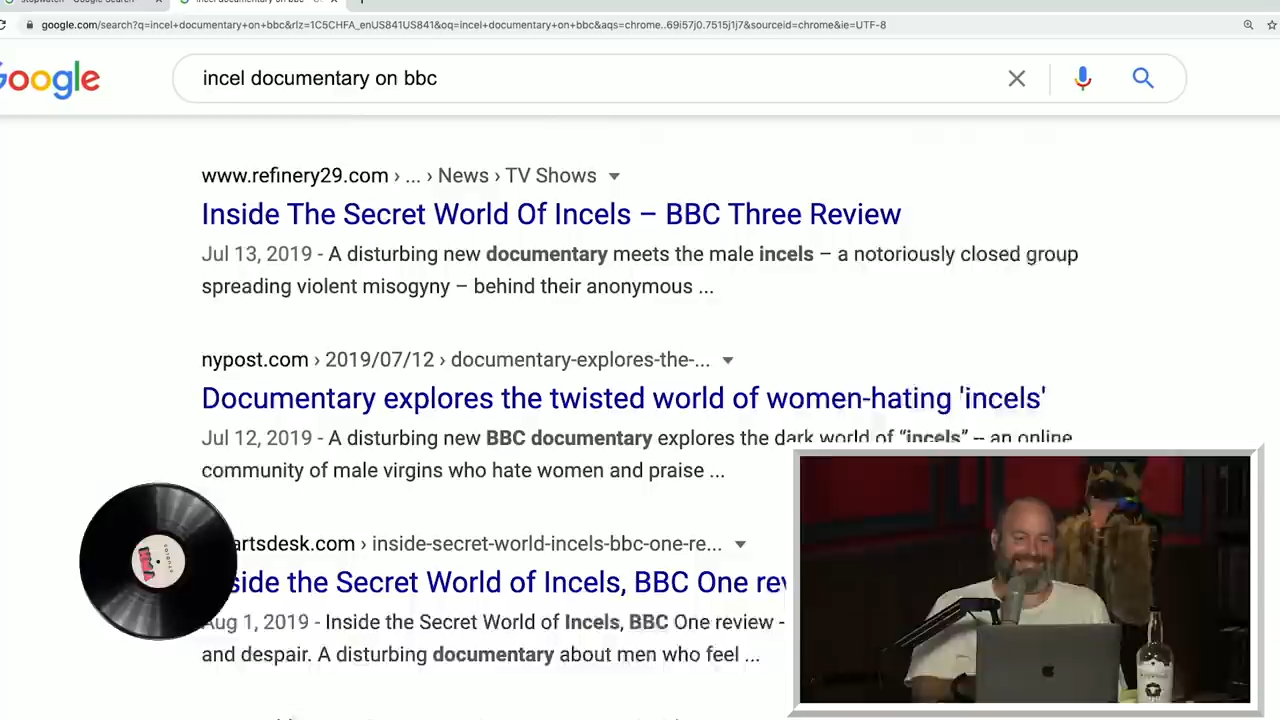 google.com/search?q=incel+documentary+on+bbc&rlz=1C5CHFA_enUS841US841&oq=incel+documentary+on+bbc&aqs=chrome..69i57j0.7515j1j7&sourceid=chrome&ie=UTF-8
Google
incel documentary on bbc
www.refinery29.com › ... › News › TV Shows
Inside The Secret World Of Incels – BBC Three Review
Jul 13, 2019 - A disturbing new documentary meets the male incels – a notoriously closed group
spreading violent misogyny – behind their anonymous ...
nypost.com › 2019/07/12 › documentary-explores-the-...
Documentary explores the twisted world of women-hating 'incels'
Jul 12, 2019 - A disturbing new BBC documentary explores the dark world of “incels” -- an online
community of male virgins who hate women and praise ...
artsdesk.com › inside-secret-world-incels-bbc-one-re...
side the Secret World of Incels, BBC One rev
Aug 1, 2019 - Inside the Secret World of Incels, BBC One review -
and despair. A disturbing documentary about men who feel ...